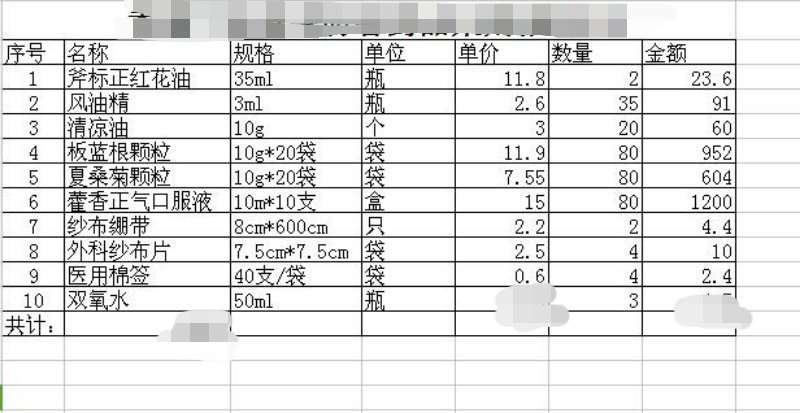 序号 名称 规格 单位 单价 数量 金额
1 斧标正红花油 35ml 瓶 11.8 2 23.6
2 风油精 3ml 瓶 2.6 35 91
3 清凉油 10g 个 3 20 60
4 板蓝根颗粒 10g*20袋 袋 11.9 80 952
5 夏桑菊颗粒 10g*20袋 袋 7.55 80 604
6 藿香正气口服液 10m*10支 盒 15 80 1200
7 纱布绷带 8cm*600cm 只 2.2 2 4.4
8 外科纱布片 7.5cm*7.5cm 袋 2.5 4 10
9 医用棉签 40支/袋 袋 0.6 4 2.4
10 双氧水 50ml 瓶 3
共计: